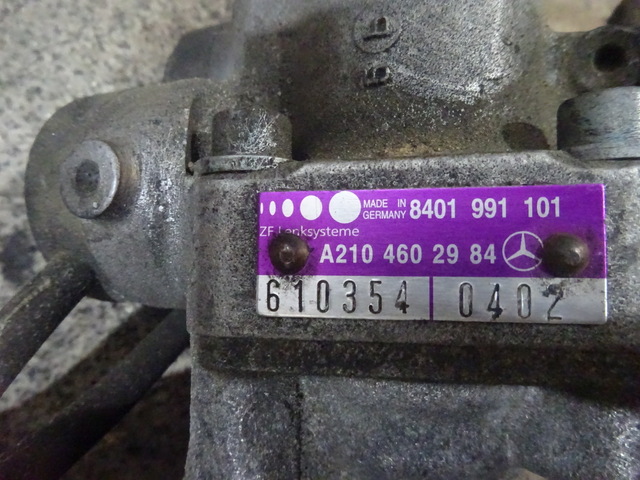 MADE IN
GERMANY
8401 991 101
ZF Lenksysteme
A210 460 29 84
610354 0402